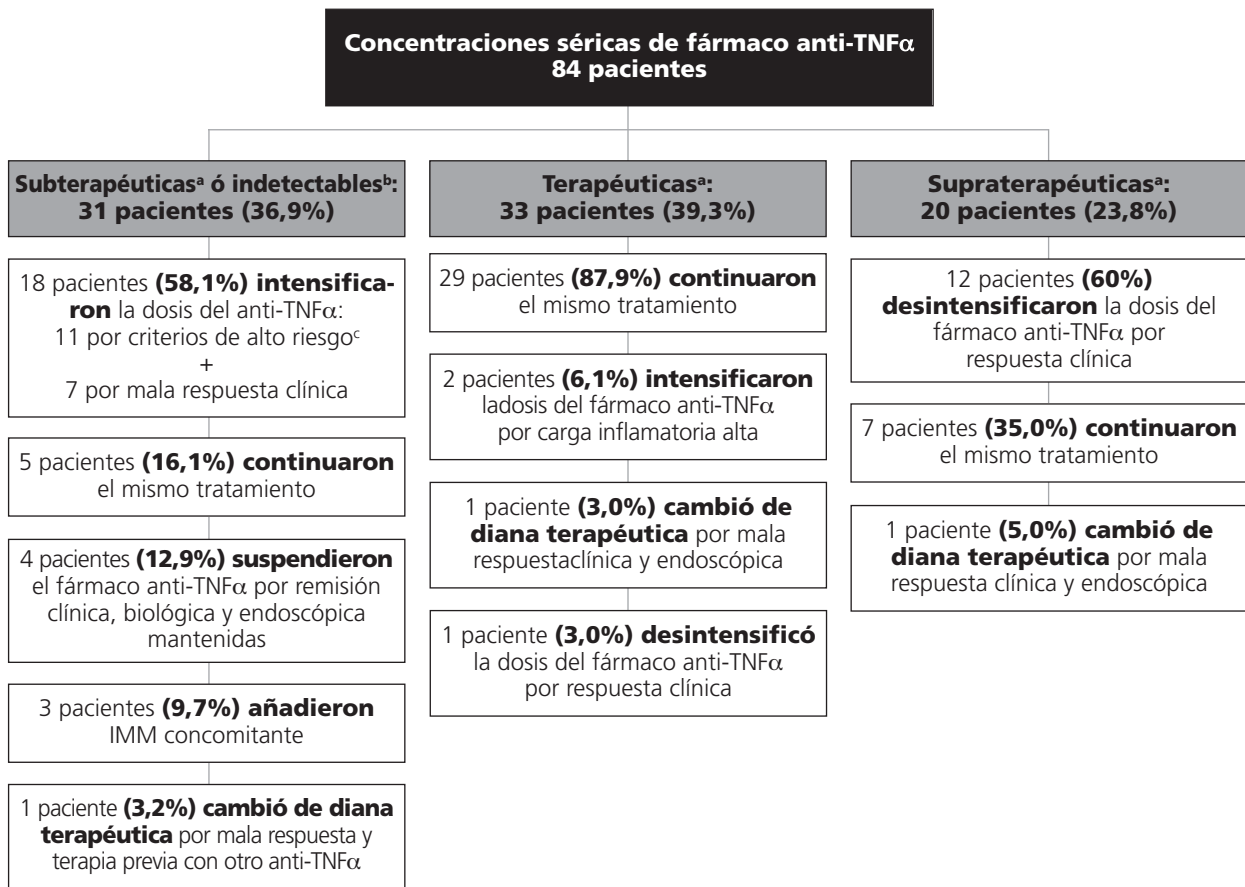 Concentraciones séricas de fármaco anti-TNFα
84 pacientes
Subterapéuticasᵃ ó indetectablesᵇ:
31 pacientes (36,9%)
18 pacientes (58,1%) intensifica-
ron la dosis del anti-TNFα:
11 por criterios de alto riesgoᶜ
+
7 por mala respuesta clínica
5 pacientes (16,1%) continuaron
el mismo tratamiento
4 pacientes (12,9%) suspendieron
el fármaco anti-TNFα por remisión
clínica, biológica y endoscópica
mantenidas
3 pacientes (9,7%) añadieron
IMM concomitante
1 paciente (3,2%) cambió de diana
terapéutica por mala respuesta y
terapia previa con otro anti-TNFα
Terapéuticasᵃ:
33 pacientes (39,3%)
29 pacientes (87,9%) continuaron
el mismo tratamiento
2 pacientes (6,1%) intensificaron
ladosis del fármaco anti-TNFα
por carga inflamatoria alta
1 paciente (3,0%) cambió de
diana terapéutica por mala
respuestaclínica y endoscópica
1 paciente (3,0%) desintensificó
la dosis del fármaco anti-TNFα
por respuesta clínica
Supraterapéuticasᵃ:
20 pacientes (23,8%)
12 pacientes (60%)
desintensificaron la dosis del
fármaco anti-TNFα por
respuesta clínica
7 pacientes (35,0%) continuaron
el mismo tratamiento
1 paciente (5,0%) cambió de
diana terapéutica por mala
respuesta clínica y endoscópica